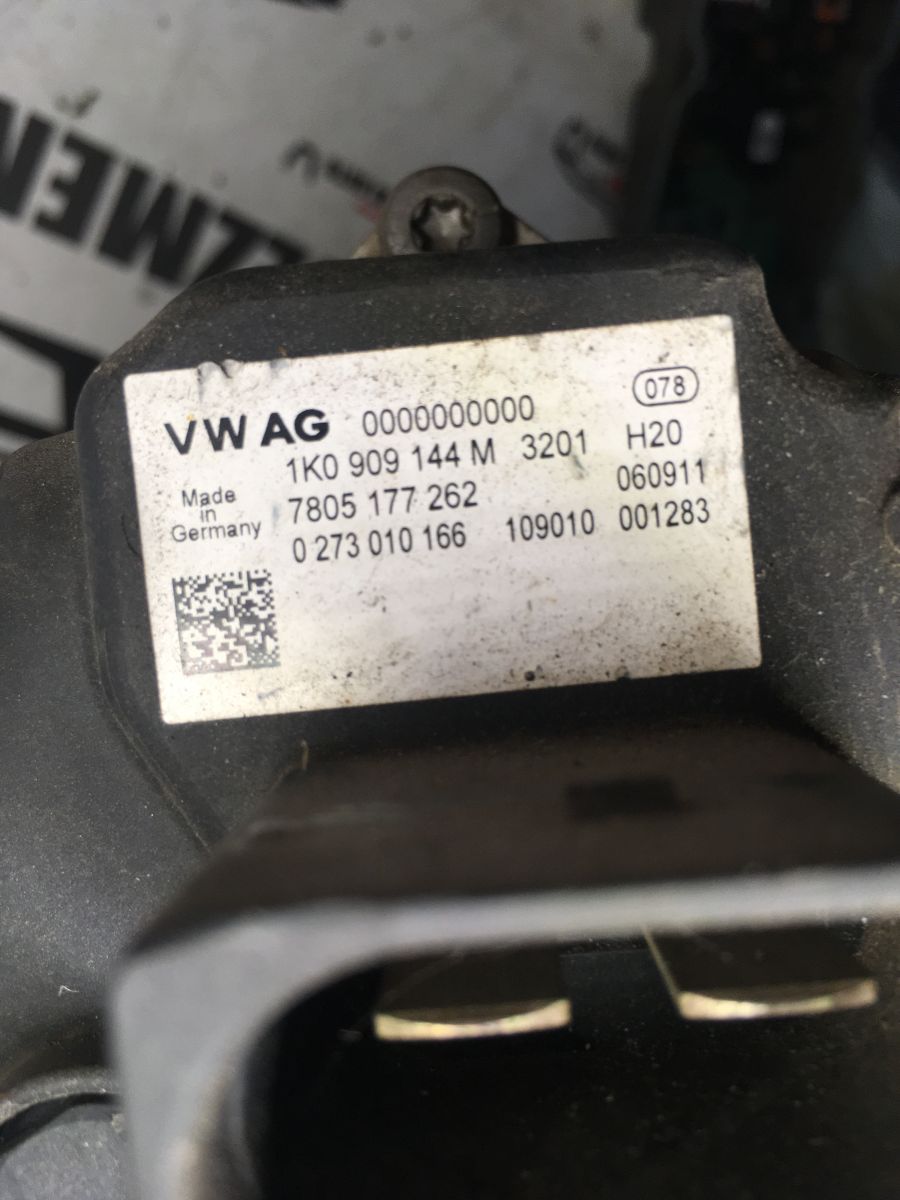 ZMEN
078
VW AG 0000000000
1K0 909 144 M 3201 H20
Made in Germany
7805 177 262 060911
0 273 010 166 109010 001283